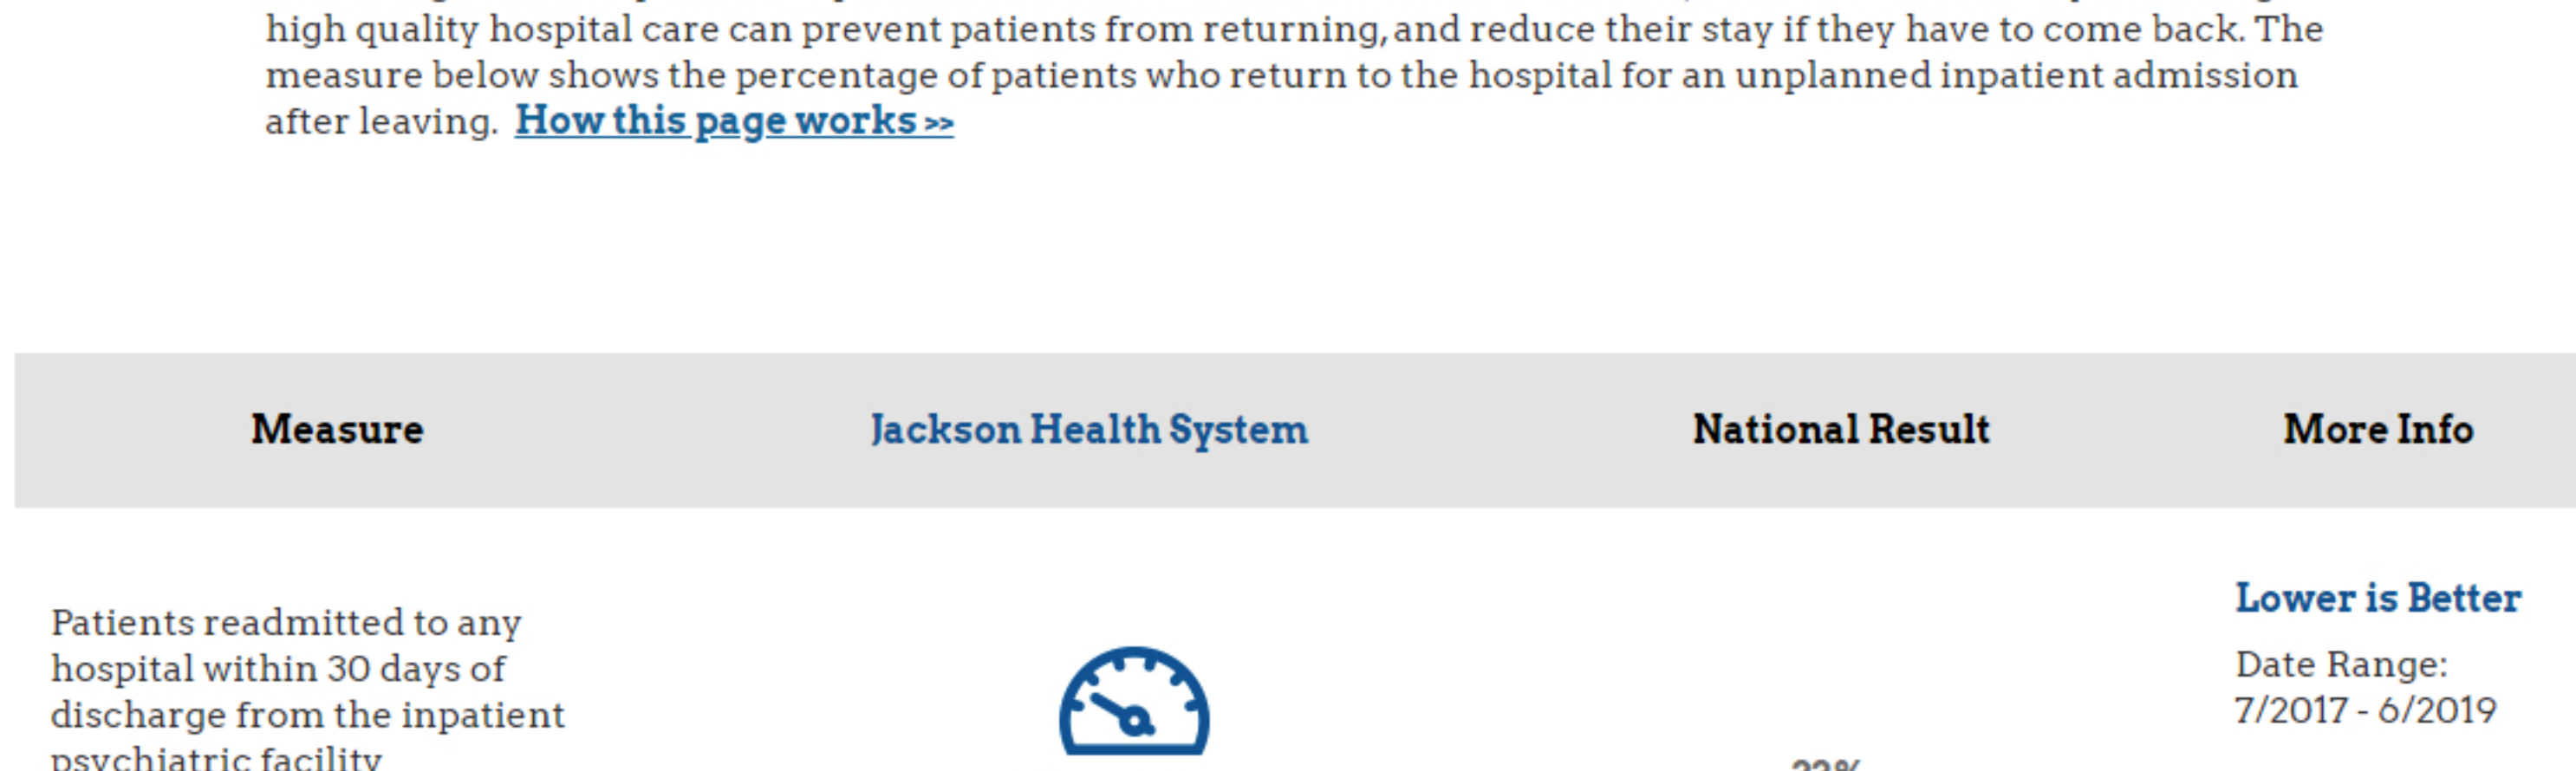 high quality hospital care can prevent patients from returning, and reduce their stay if they have to come back. The
measure below shows the percentage of patients who return to the hospital for an unplanned inpatient admission
after leaving. How this page works >>
Measure Jackson Health System National Result More Info
Lower is Better
Patients readmitted to any
hospital within 30 days of
discharge from the inpatient
psychiatric facility
Date Range:
7/2017 - 6/2019